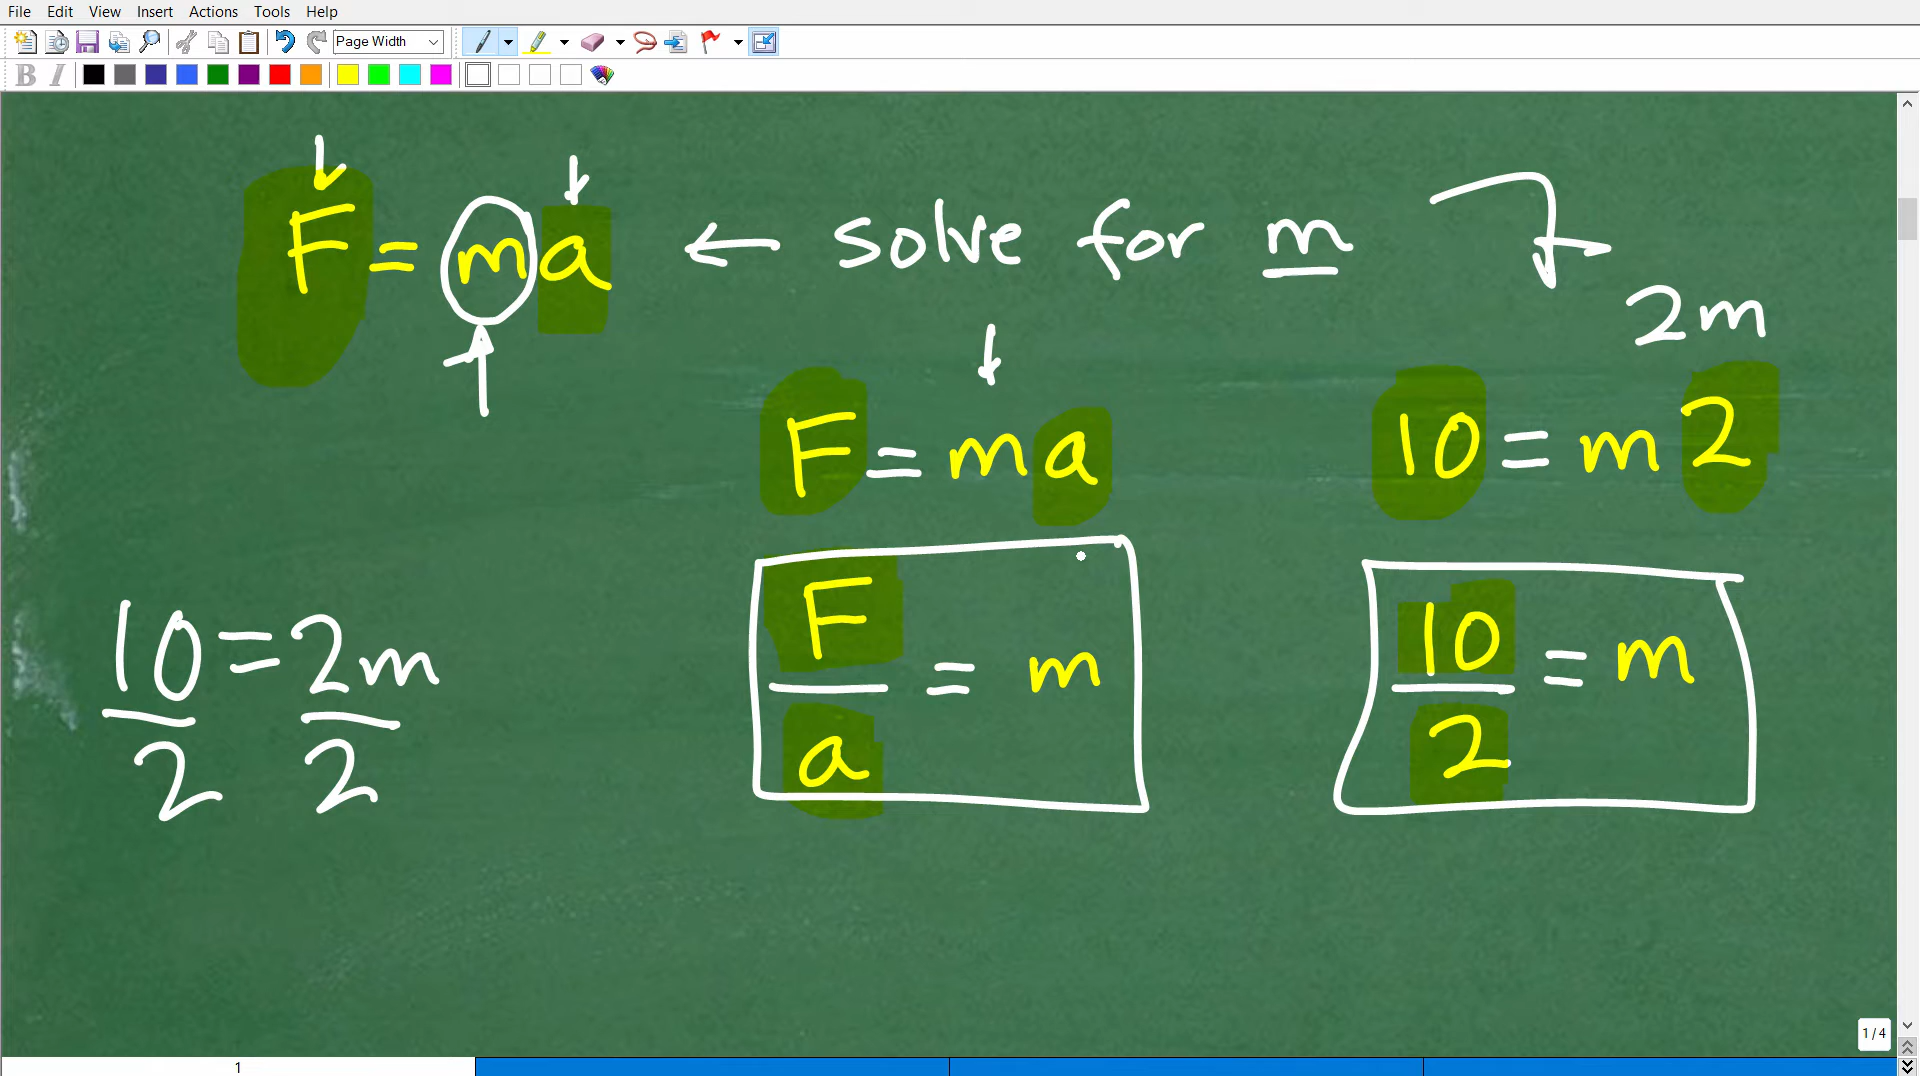 File Edit View Insert Actions Tools Help
Page Width
B I
F = ma ← solve for m
2m
F = ma
10 = m2
10 = 2m
2 2
F
a = m
10
2 = m
1 / 4
1